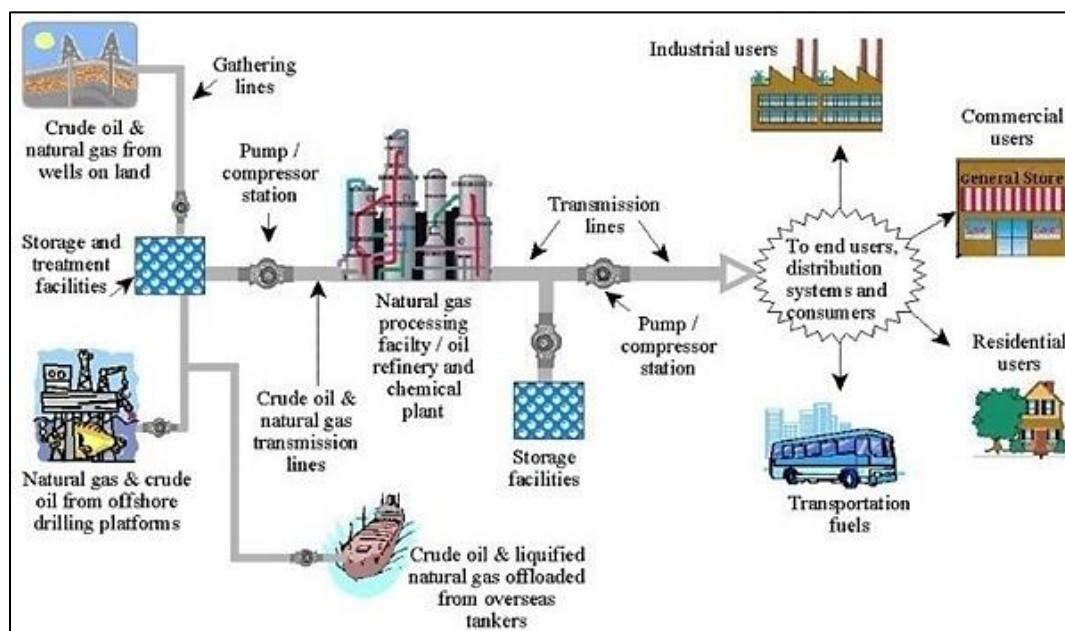 Industrial users
Gathering
lines
Commercial
users
Crude oil &
natural gas from
wells on land
Pump /
compressor
station
General Store
Transmission
lines
Storage and
treatment
facilities
To end users,
distribution
systems and
consumers
Natural gas
processing
facilty / oil
refinery and
chemical
plant
Pump /
compressor
station
Residential
users
Crude oil &
natural gas
transmission
lines
Storage
facilities
Natural gas & crude
oil from offshore
drilling platforms
Transportation
fuels
Crude oil & liquified
natural gas offloaded
from overseas
tankers